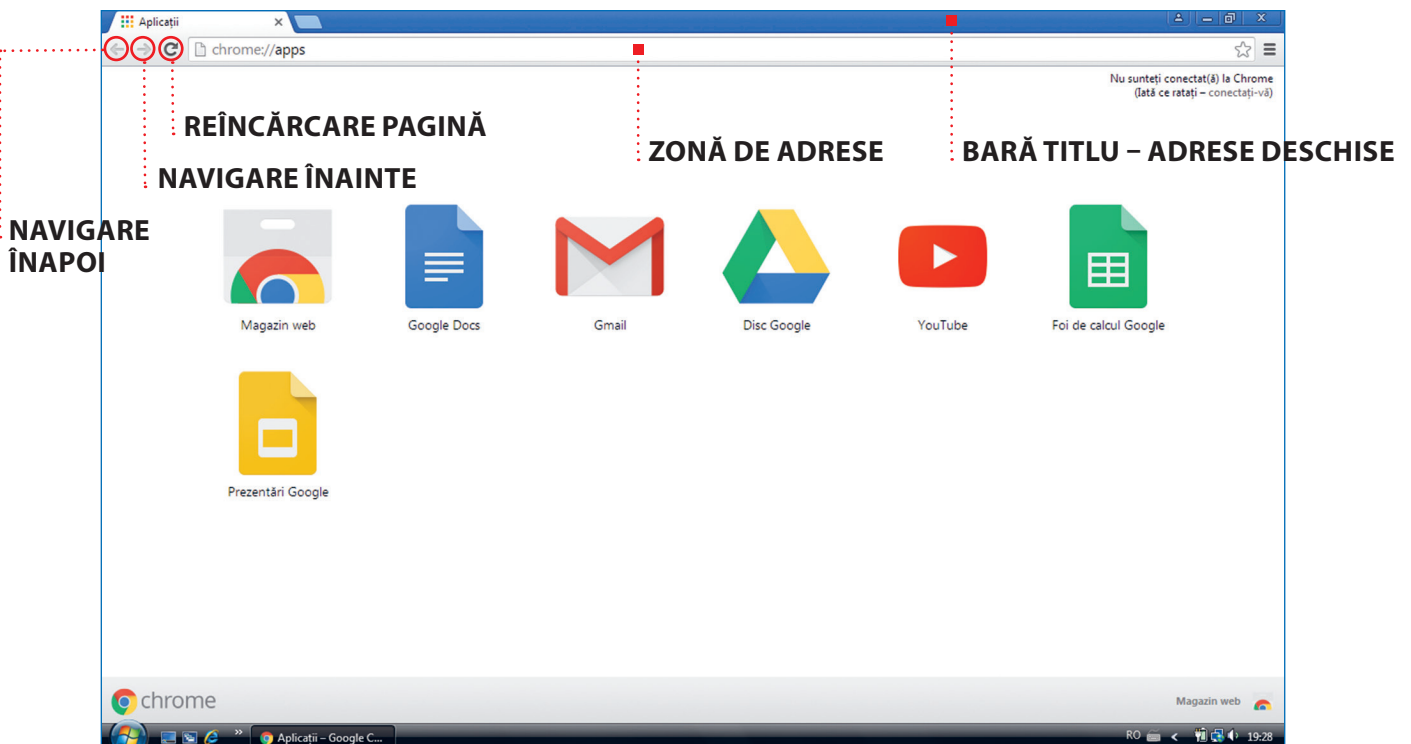 Aplicații
chrome://apps
Nu sunteți conectat(ă) la Chrome
(Iată ce ratați – conectați-vă)
REÎNCĂRCARE PAGINĂ
ZONĂ DE ADRESE
BARĂ TITLU – ADRESE DESCHISE
NAVIGARE ÎNAINTE
NAVIGARE
ÎNAPOI
Magazin web
Google Docs
Gmail
Disc Google
YouTube
Foi de calcul Google
Prezentări Google
chrome
Magazin web
Aplicații – Google C...
RO
19:28